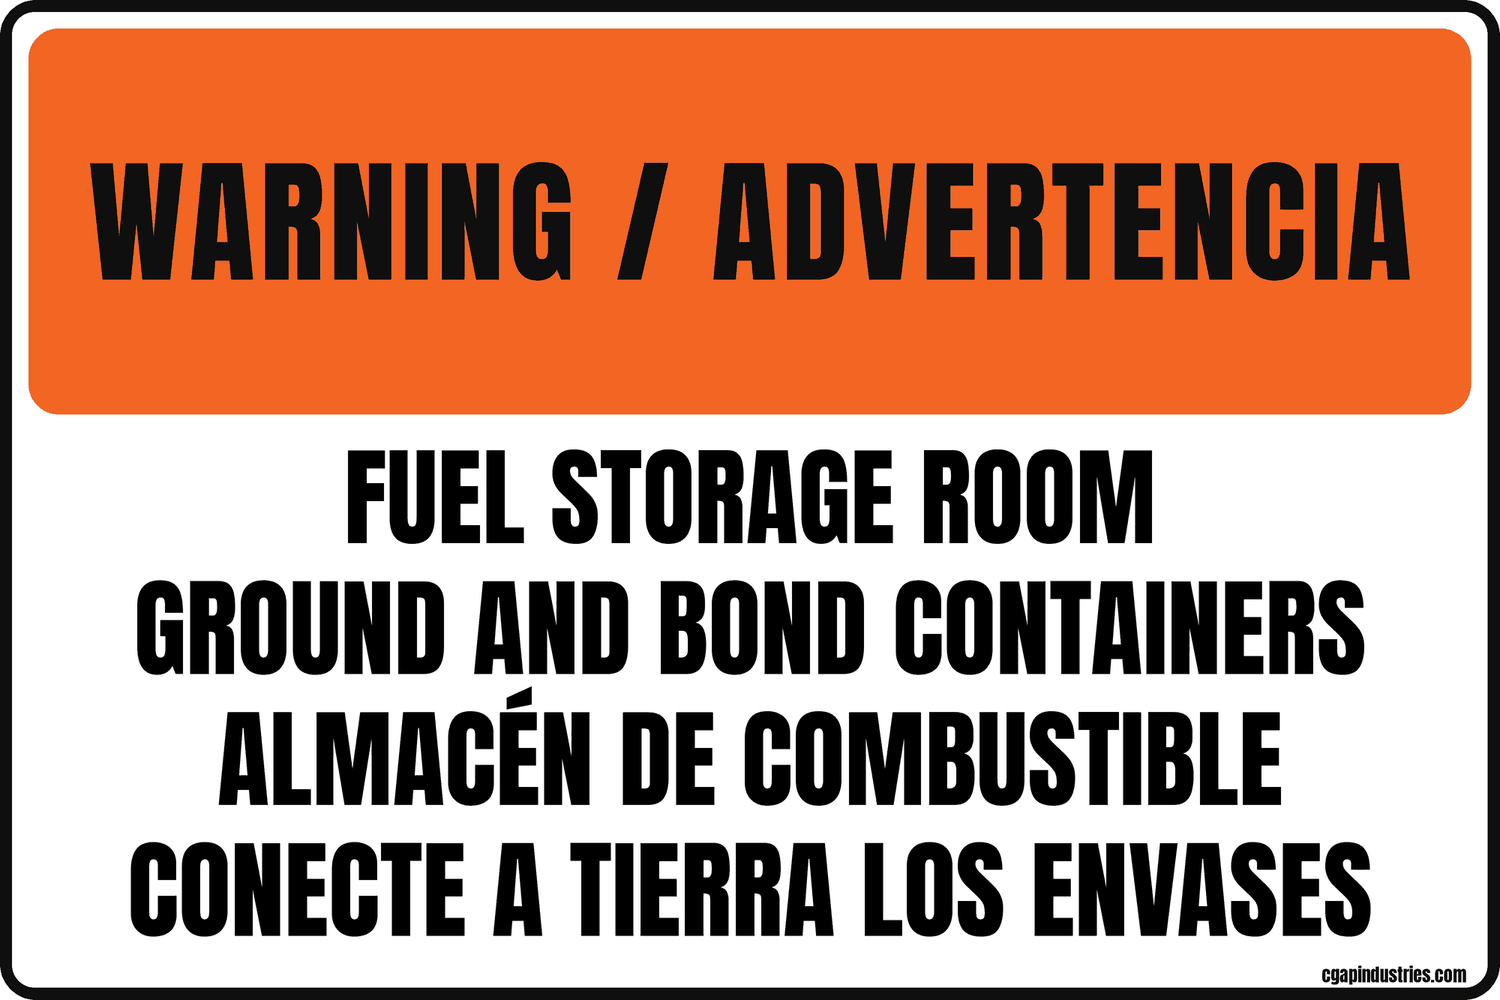 WARNING / ADVERTENCIA
FUEL STORAGE ROOM
GROUND AND BOND CONTAINERS
ALMACÉN DE COMBUSTIBLE
CONECTE A TIERRA LOS ENVASES
cgapindustries.com